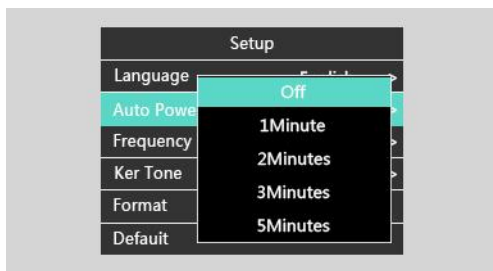 Setup
Language
Off
Auto Powe
1Minute
Frequency
2Minutes
Ker Tone
3Minutes
Format
5Minutes
Default